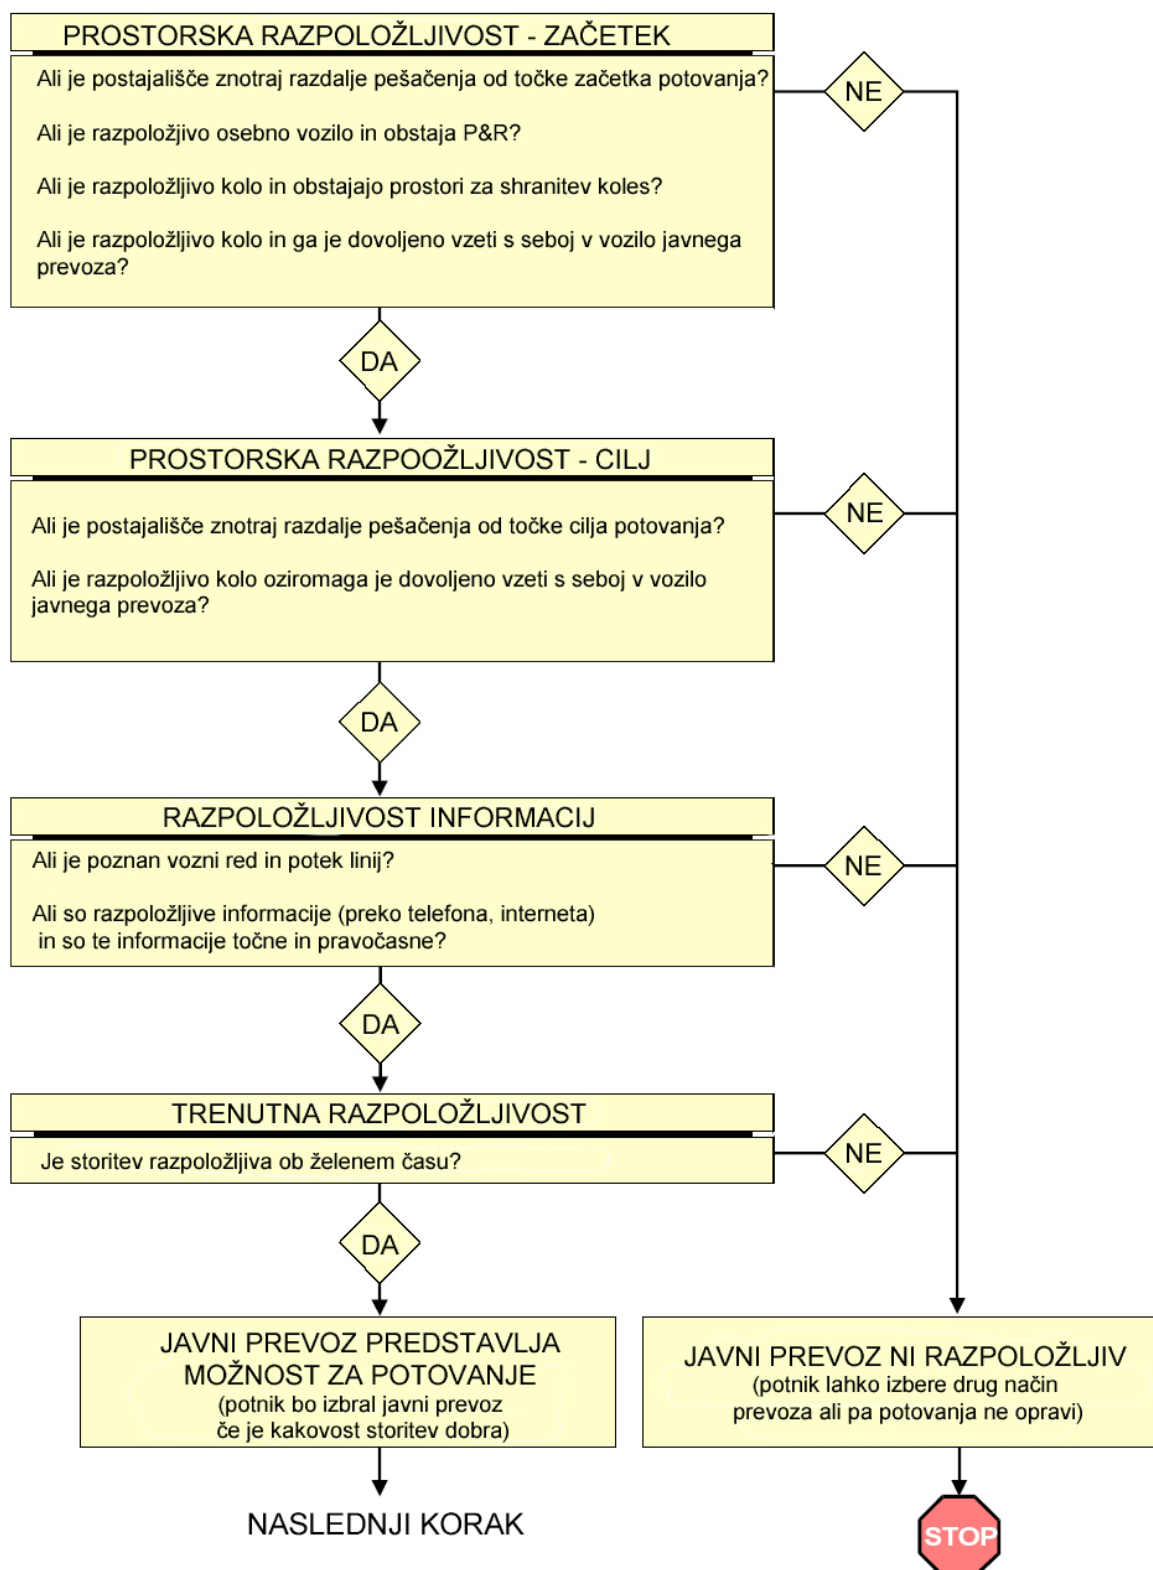 PROSTORSKA RAZPOLOŽLJIVOST - ZAČETEK
Ali je postajališče znotraj razdalje pešačenja od točke začetka potovanja?
NE
Ali je razpoložjivo osebno vozilo in obstaja P&R?
Ali je razpoložljivo kolo in obstajajo prostori za shranitev koles?
Ali je razpoložljivo kolo in ga je dovoljeno vzeti s seboj v vozilo javnega
prevoza?
DA
PROSTORSKA RAZPOOŽLJIVOST - CILJ
NE
Ali je postajališče znotraj razdalje pešačenja od točke cilja potovanja?
Ali je razpoložljivo kolo oziromaga je dovoljeno vzeti s seboj v vozilo
javnega prevoza?
DA
RAZPOLOŽLJIVOST INFORMACIJ
Ali je poznan vozni red in potek linij?
NE
Ali so razpoložljive informacije (preko telefona, interneta)
in so te informacije točne in pravočasne?
DA
TRENUTNA RAZPOLOŽLJIVOST
Je storitev razpoložljiva ob želenem času?
NE
DA
JAVNI PREVOZ PREDSTAVLJA
MOŽNOST ZA POTOVANJE
(potnik bo izbral javni prevoz
če je kakovost storitev dobra)
JAVNI PREVOZ NI RAZPOLOŽLJIV
(potnik lahko izbere drug način
prevoza ali pa potovanja ne opravi)
NASLEDNJI KORAK
STOP